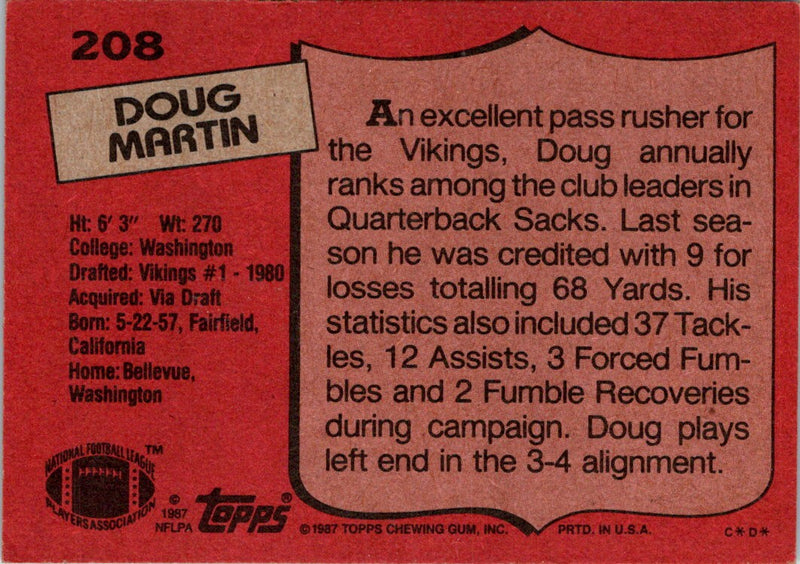 208
DOUG
MARTIN
Ht: 6' 3" Wt: 270
College: Washington
Drafted: Vikings #1 - 1980
Acquired: Via Draft
Born: 5-22-57, Fairfield,
California
Home: Bellevue,
Washington
An excellent pass rusher for
the Vikings, Doug annually
ranks among the club leaders in
Quarterback Sacks. Last sea-
son he was credited with 9 for
losses totalling 68 Yards. His
statistics also included 37 Tack-
les, 12 Assists, 3 Forced Fum-
bles and 2 Fumble Recoveries
during campaign. Doug plays
left end in the 3-4 alignment.
NATIONAL FOOTBALL LEAGUE
PLAYERS ASSOCIATION
™
©
1987
NFLPA
topps®
©1987 TOPPS CHEWING GUM, INC. PRTD. IN U.S.A.
C*D*